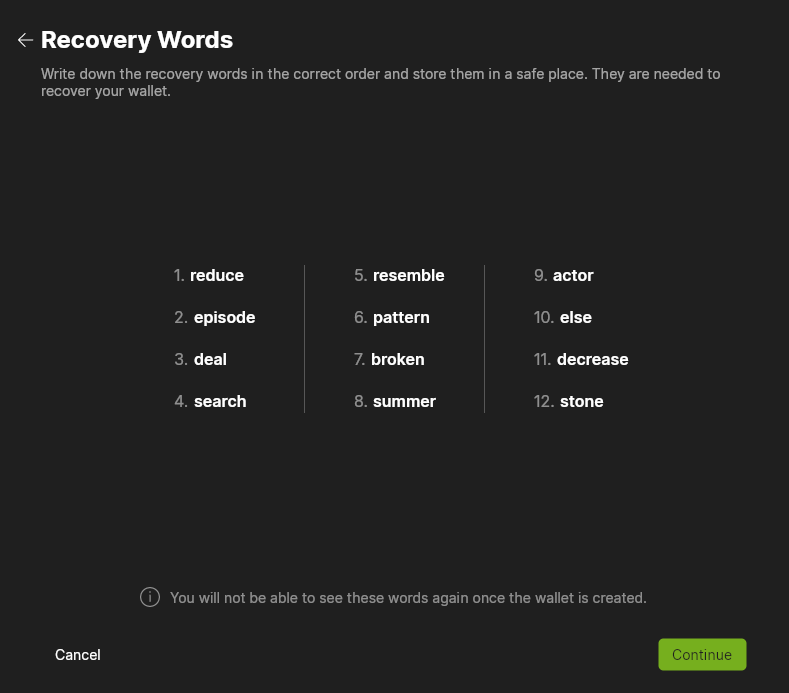 Recovery Words
Write down the recovery words in the correct order and store them in a safe place. They are needed to
recover your wallet.
1. reduce
2. episode
3. deal
4. search
5. resemble
6. pattern
7. broken
8. summer
9. actor
10. else
11. decrease
12. stone
You will not be able to see these words again once the wallet is created.
Cancel
Continue